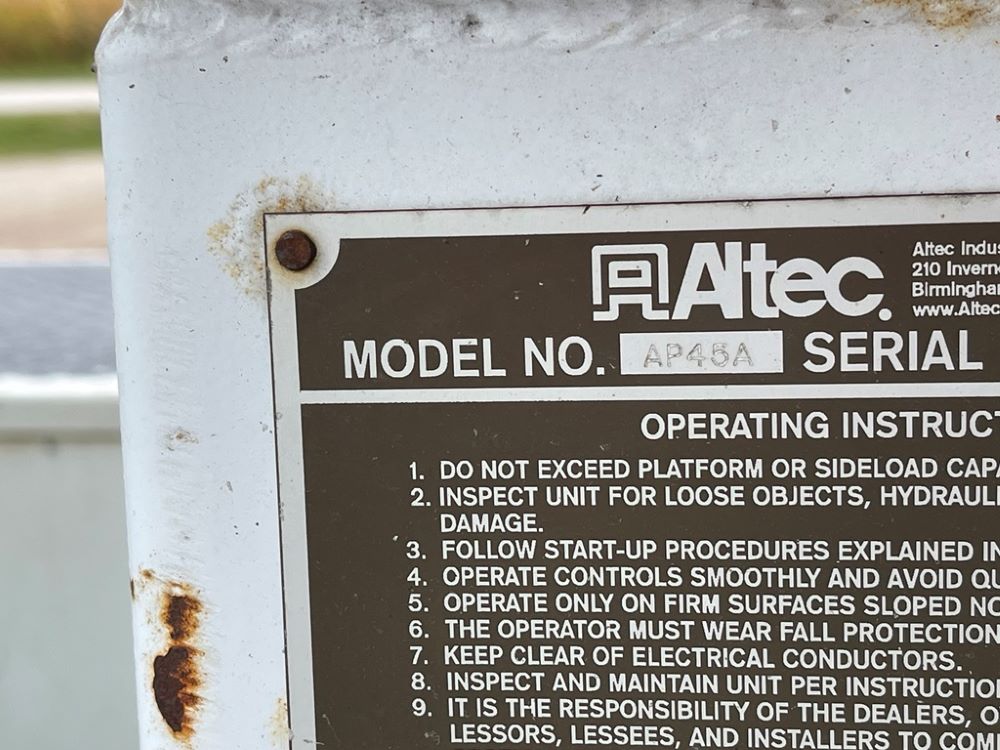 Altec.
Altec Indus
210 Inverne
Birmingham
www.Altec
MODEL NO. AP45A SERIAL
OPERATING INSTRUCT
1. DO NOT EXCEED PLATFORM OR SIDELOAD CAPA
2. INSPECT UNIT FOR LOOSE OBJECTS, HYDRAULI
DAMAGE.
3. FOLLOW START-UP PROCEDURES EXPLAINED IN
4. OPERATE CONTROLS SMOOTHLY AND AVOID QU
5. OPERATE ONLY ON FIRM SURFACES SLOPED NO
6. THE OPERATOR MUST WEAR FALL PROTECTION
7. KEEP CLEAR OF ELECTRICAL CONDUCTORS.
8. INSPECT AND MAINTAIN UNIT PER INSTRUCTION
9. IT IS THE RESPONSIBILITY OF THE DEALERS, O
LESSORS, LESSEES, AND INSTALLERS TO COM